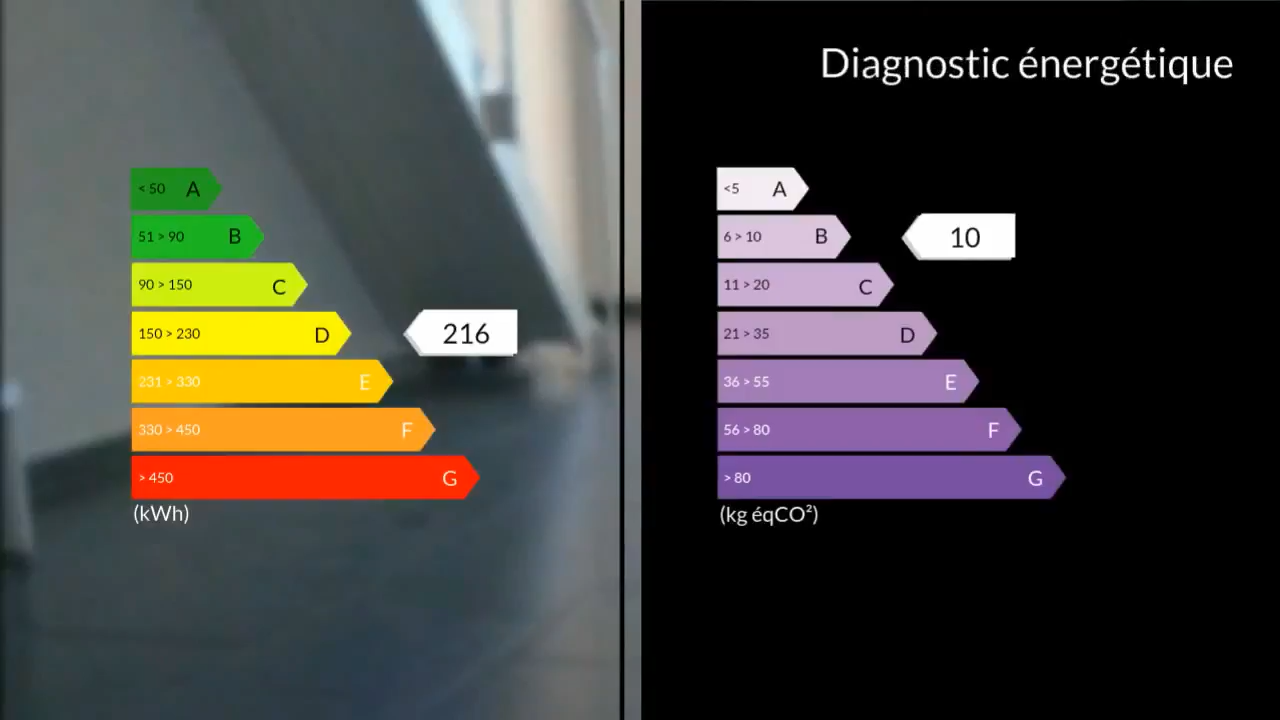 Diagnostic énergétique
< 50 A
51 > 90 B
90 > 150 C
150 > 230 D
216
231 > 330 E
330 > 450 F
> 450 G
(kWh)
<5 A
6 > 10 B
10
11 > 20 C
21 > 35 D
36 > 55 E
56 > 80 F
> 80 G
(kg éqCO²)